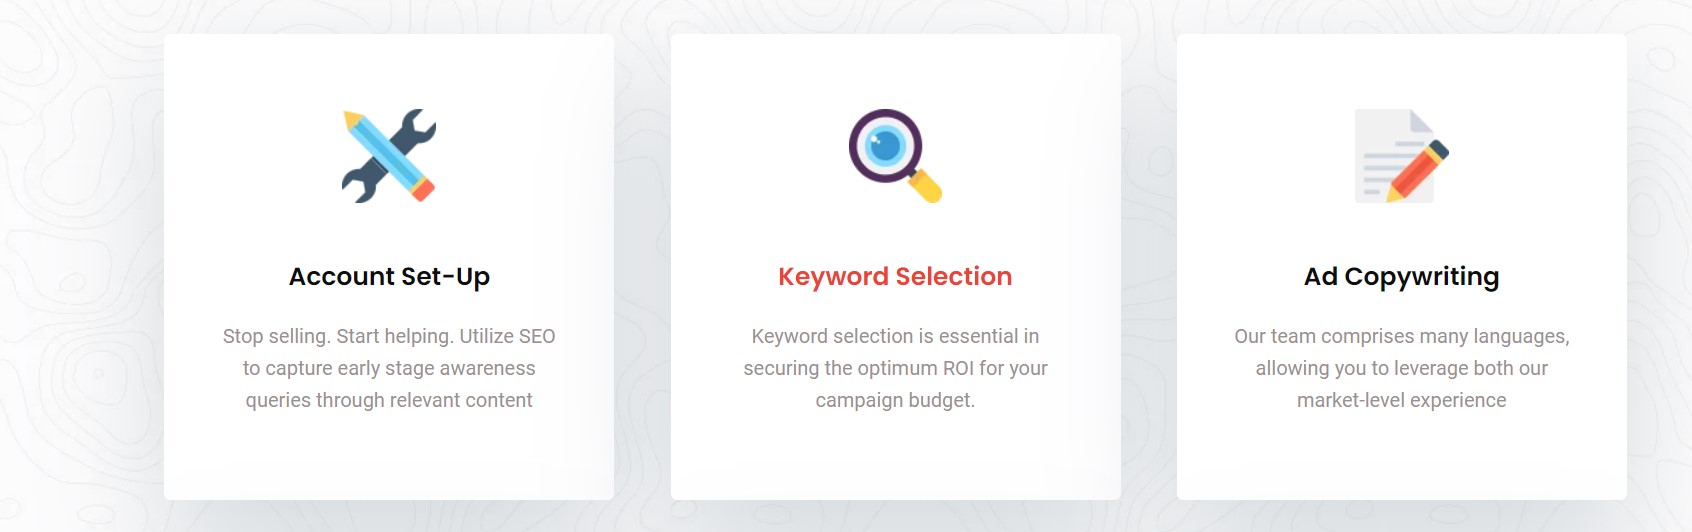 Account Set-Up
Stop selling. Start helping. Utilize SEO
to capture early stage awareness
queries through relevant content
Keyword Selection
Keyword selection is essential in
securing the optimum ROI for your
campaign budget.
Ad Copywriting
Our team comprises many languages,
allowing you to leverage both our
market-level experience